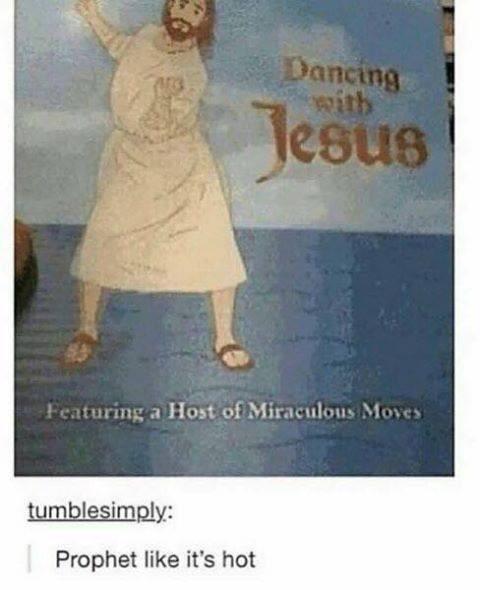 Dancing
with
Jesus
Featuring a Host of Miraculous Moves
tumblesimply:
Prophet like it's hot